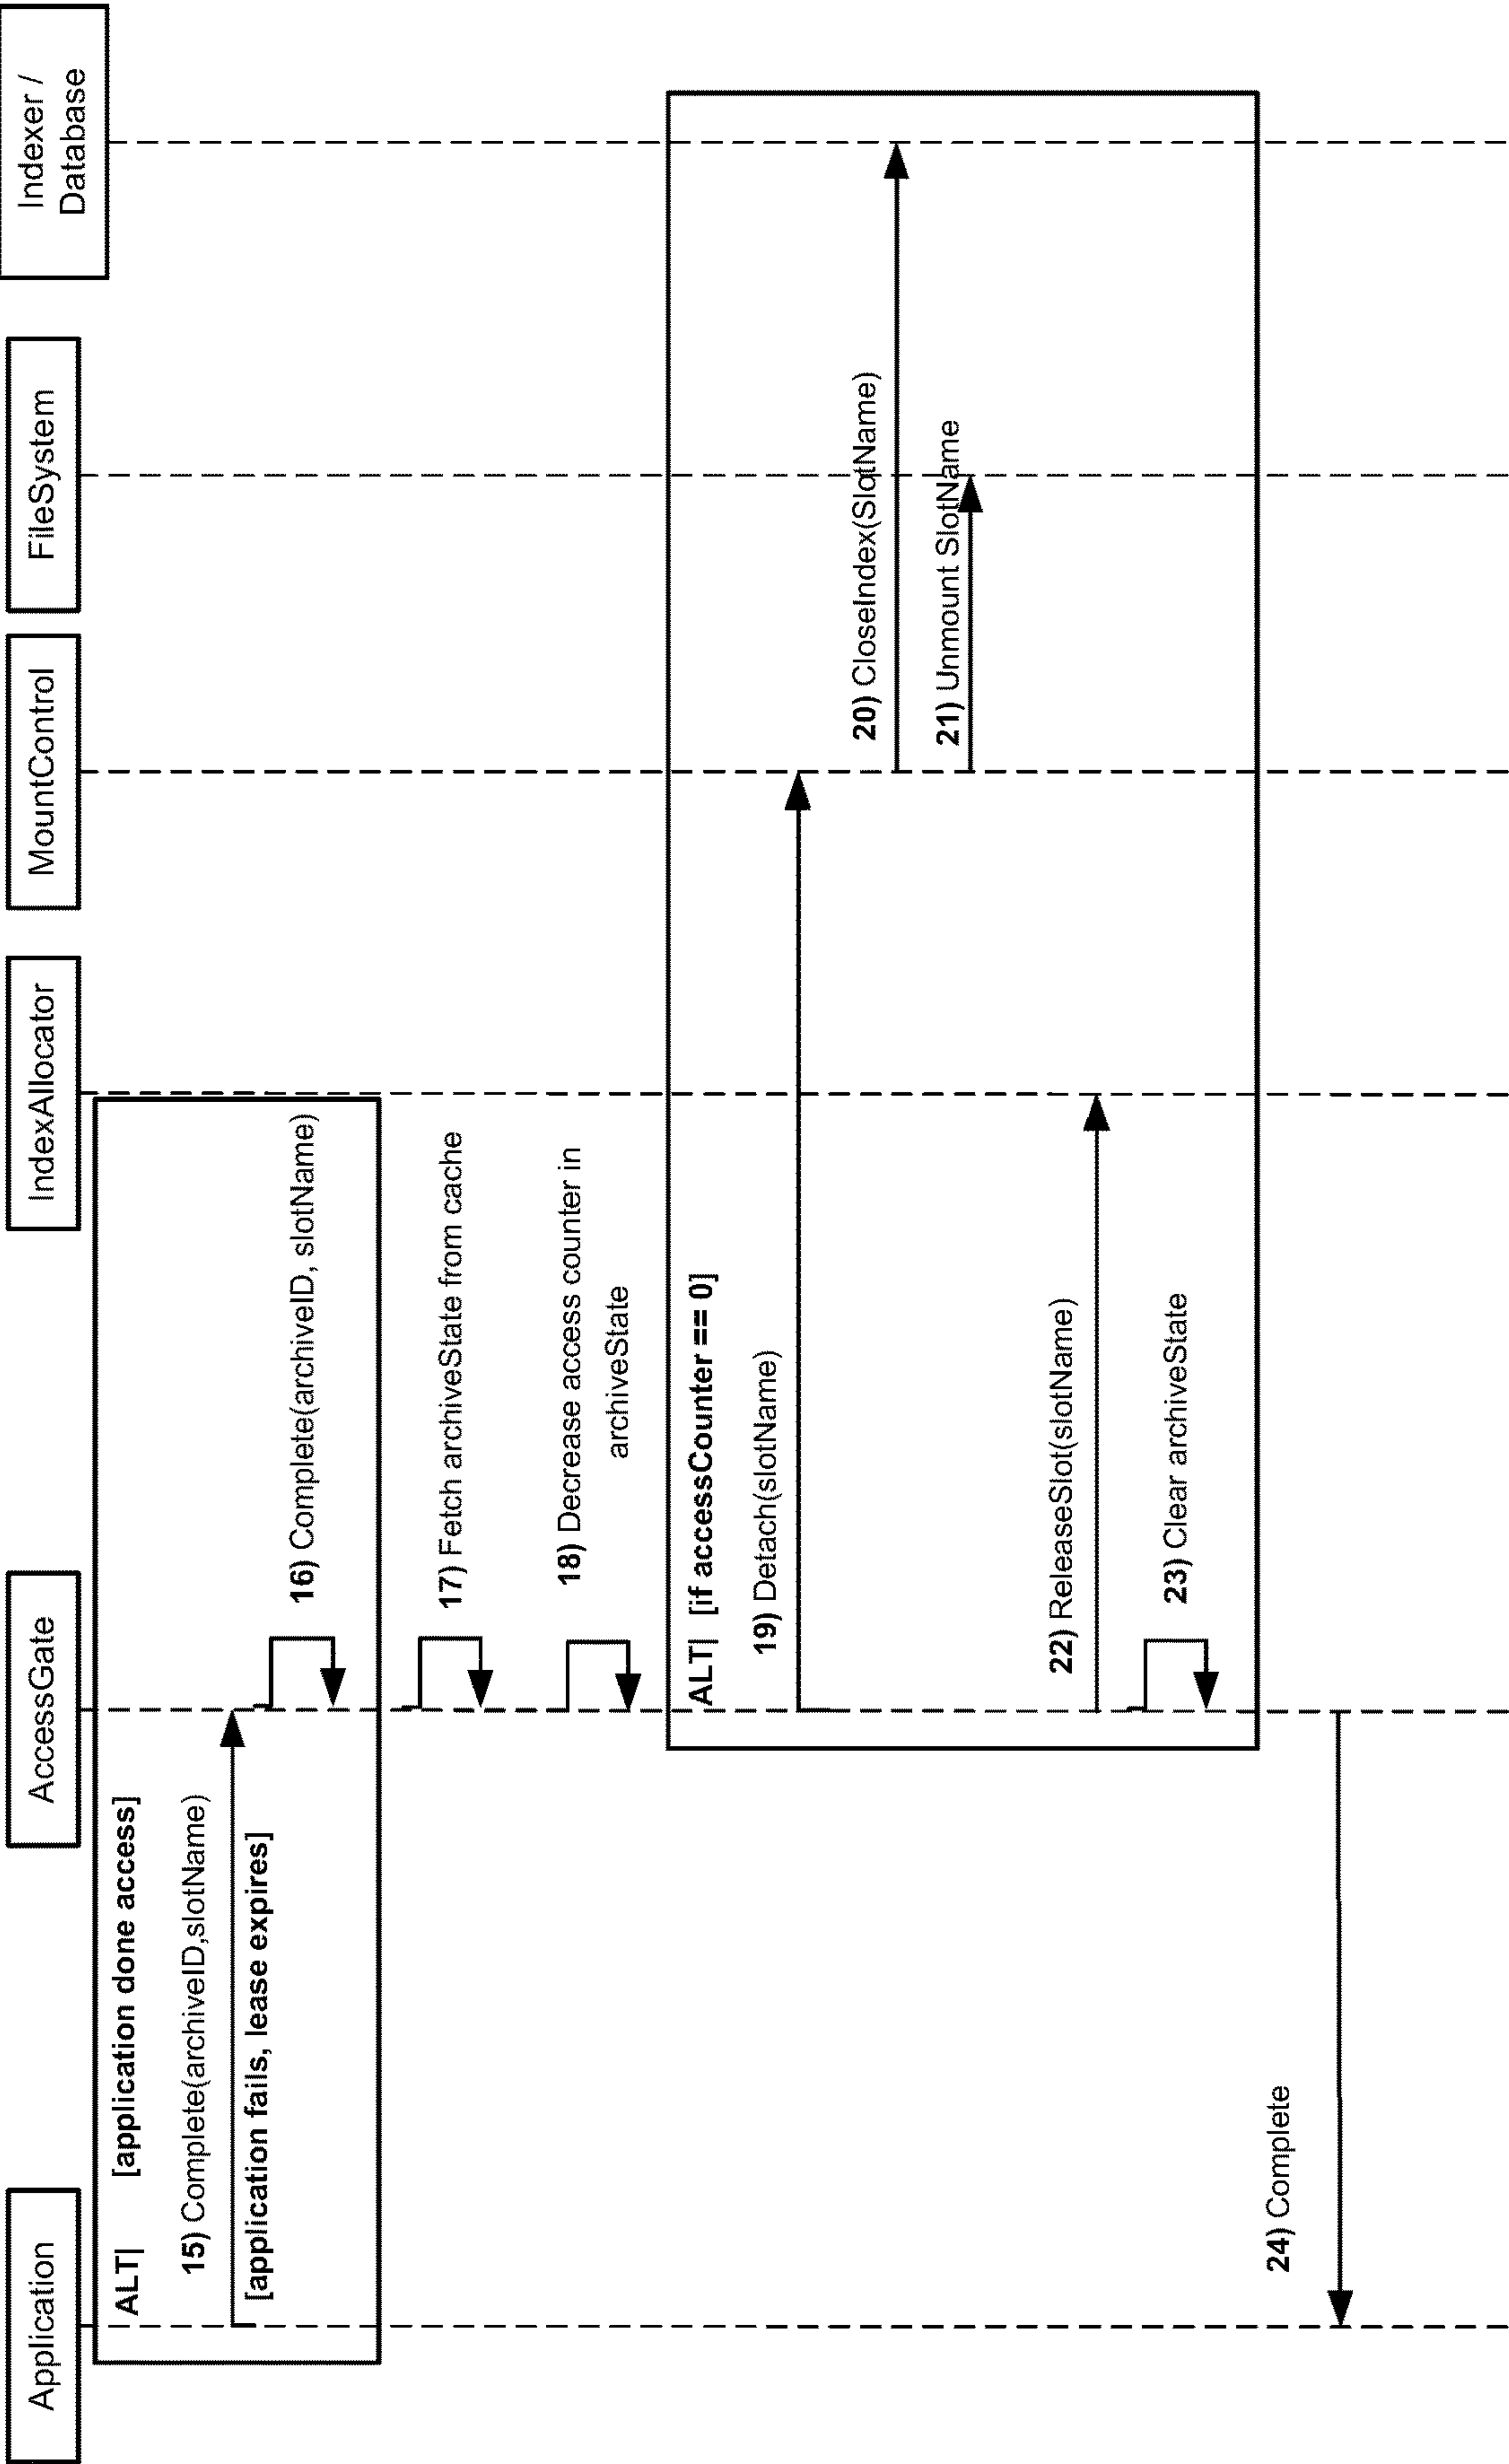 Application
AccessGate
IndexAllocator
MountControl
FileSystem
Indexer /
Database
ALT| [application done access]
15) Complete(archiveID,slotName)
[application fails, lease expires]
16) Complete(archiveID, slotName)
17) Fetch archiveState from cache
18) Decrease access counter in
archiveState
ALT| [if accessCounter == 0]
19) Detach(slotName)
20) CloseIndex(SlotName)
21) Unmount SlotName
22) ReleaseSlot(slotName)
23) Clear archiveState
24) Complete